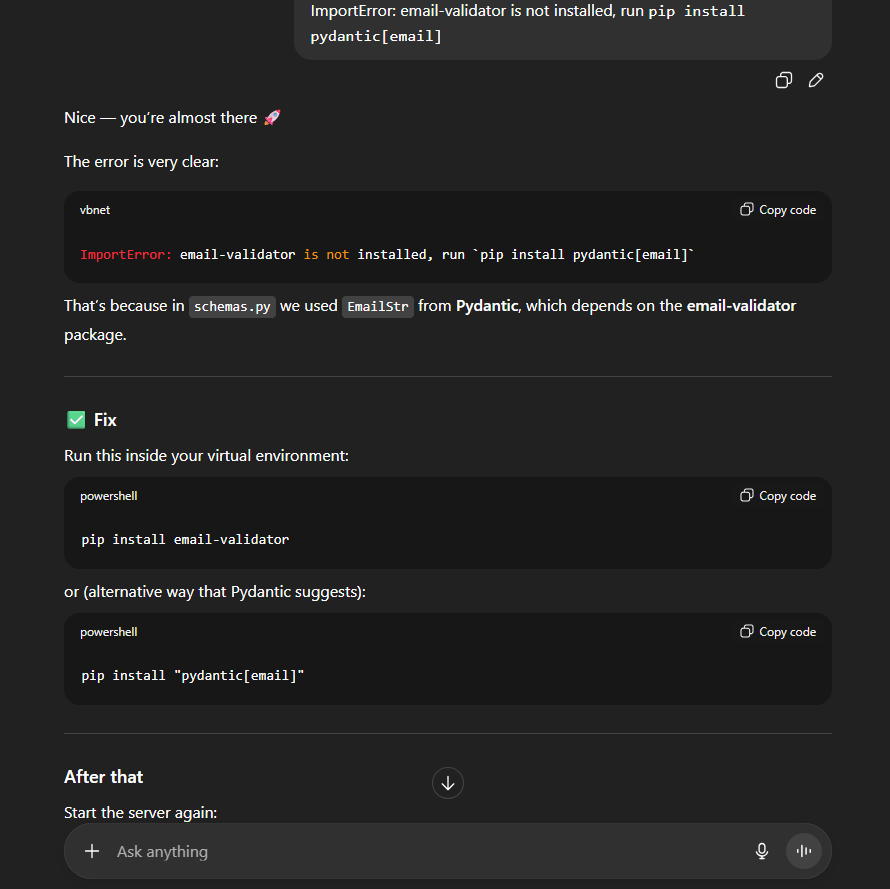 ImportError: email-validator is not installed, run pip install
pydantic[email]
Nice — you’re almost there 🚀
The error is very clear:
vbnet
Copy code
ImportError: email-validator is not installed, run `pip install pydantic[email]`
That’s because in schemas.py we used EmailStr from Pydantic, which depends on the email-validator
package.
✅ Fix
Run this inside your virtual environment:
powershell
Copy code
pip install email-validator
or (alternative way that Pydantic suggests):
powershell
Copy code
pip install "pydantic[email]"
After that
Start the server again:
Ask anything